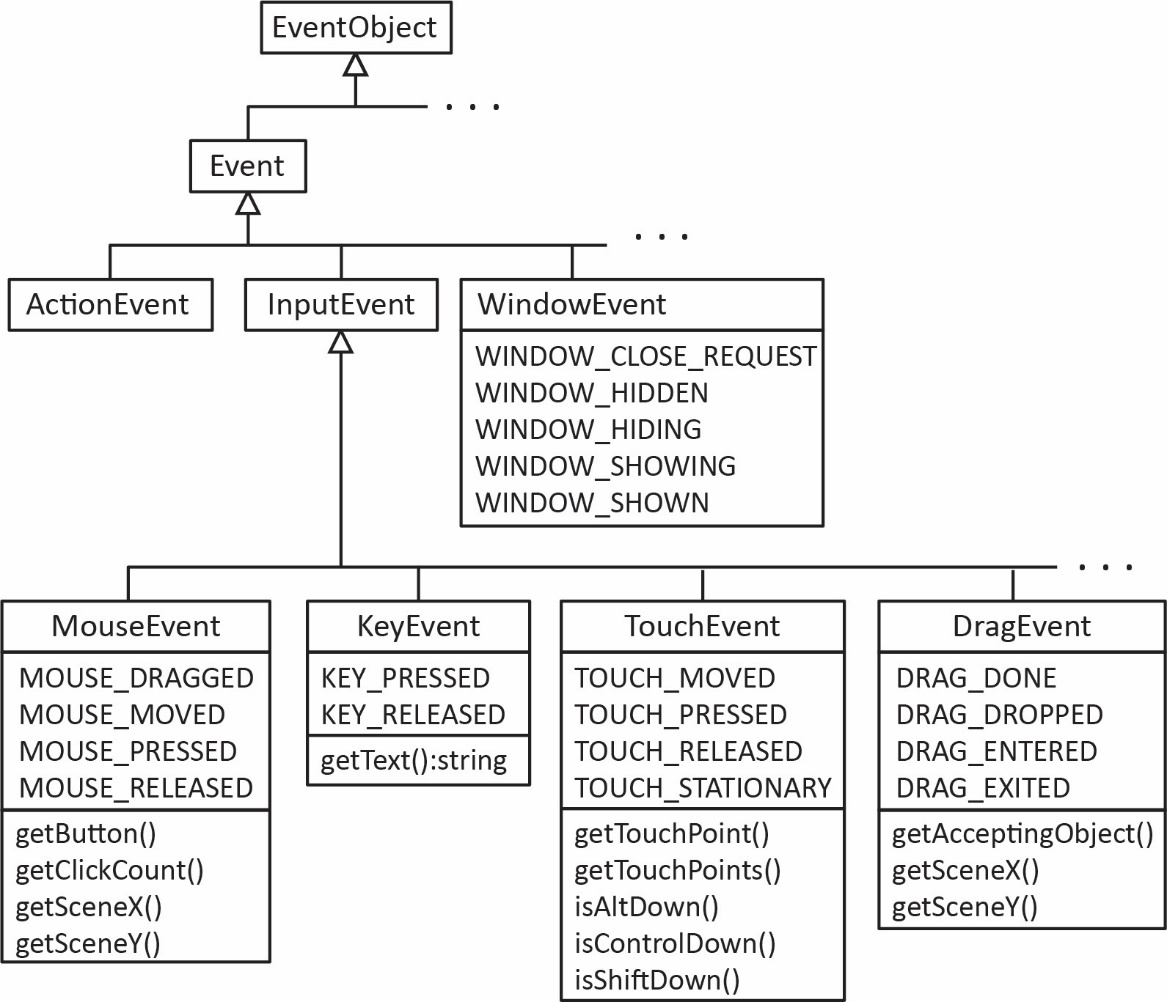 EventObject
. . .
Event
. . .
ActionEvent
InputEvent
WindowEvent
WINDOW_CLOSE_REQUEST
WINDOW_HIDDEN
WINDOW_HIDING
WINDOW_SHOWING
WINDOW_SHOWN
. . .
MouseEvent
MOUSE_DRAGGED
MOUSE_MOVED
MOUSE_PRESSED
MOUSE_RELEASED
getButton()
getClickCount()
getSceneX()
getSceneY()
KeyEvent
KEY_PRESSED
KEY_RELEASED
getText():string
TouchEvent
TOUCH_MOVED
TOUCH_PRESSED
TOUCH_RELEASED
TOUCH_STATIONARY
getTouchPoint()
getTouchPoints()
isAltDown()
isControlDown()
isShiftDown()
DragEvent
DRAG_DONE
DRAG_DROPPED
DRAG_ENTERED
DRAG_EXITED
getAcceptingObject()
getSceneX()
getSceneY()